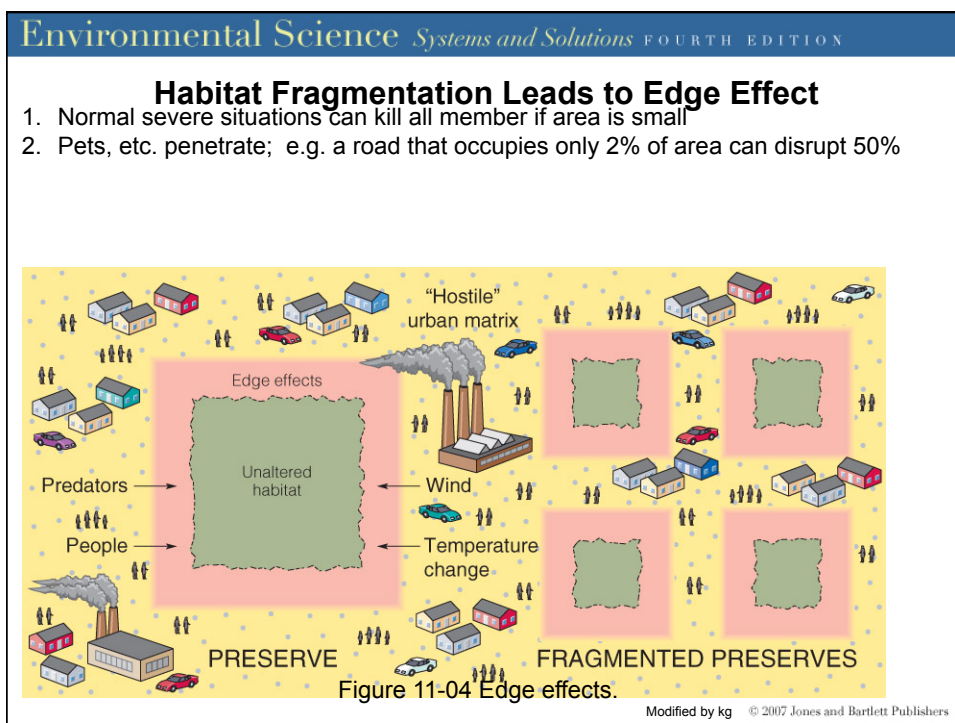 Environmental Science Systems and Solutions FOURTH EDITION
Habitat Fragmentation Leads to Edge Effect
1. Normal severe situations can kill all member if area is small
2. Pets, etc. penetrate; e.g. a road that occupies only 2% of area can disrupt 50%
"Hostile"
urban matrix
Edge effects
Unaltered
habitat
Predators
People
Wind
Temperature
change
PRESERVE
FRAGMENTED PRESERVES
Figure 11-04 Edge effects.
Modified by kg © 2007 Jones and Bartlett Publishers